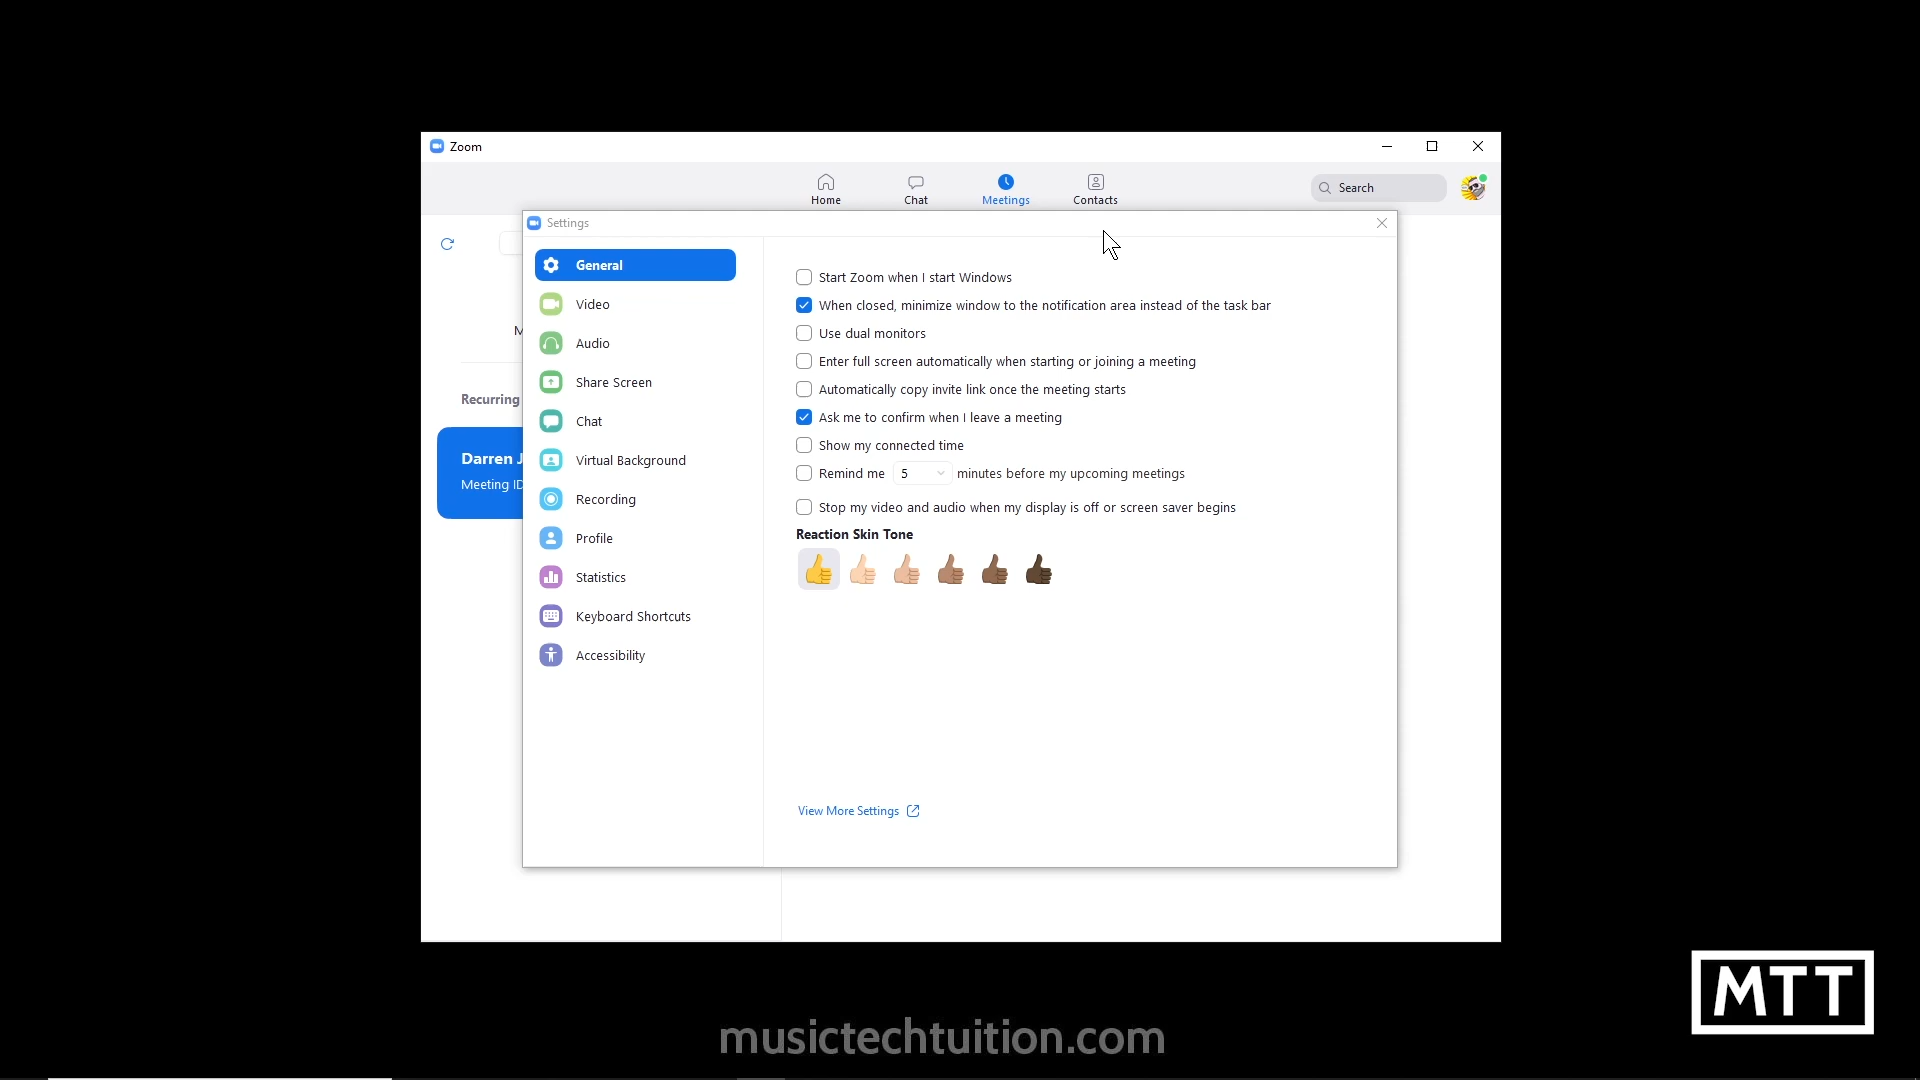 Zoom
Home
Chat
Meetings
Contacts
Search
Settings
General
Video
Audio
Share Screen
Chat
Virtual Background
Recording
Profile
Statistics
Keyboard Shortcuts
Accessibility
M
Recurring
Darren J
Meeting ID
Start Zoom when I start Windows
When closed, minimize window to the notification area instead of the task bar
Use dual monitors
Enter full screen automatically when starting or joining a meeting
Automatically copy invite link once the meeting starts
Ask me to confirm when I leave a meeting
Show my connected time
Remind me 5 minutes before my upcoming meetings
Stop my video and audio when my display is off or screen saver begins
Reaction Skin Tone
View More Settings
MTT
musictechtuition.com